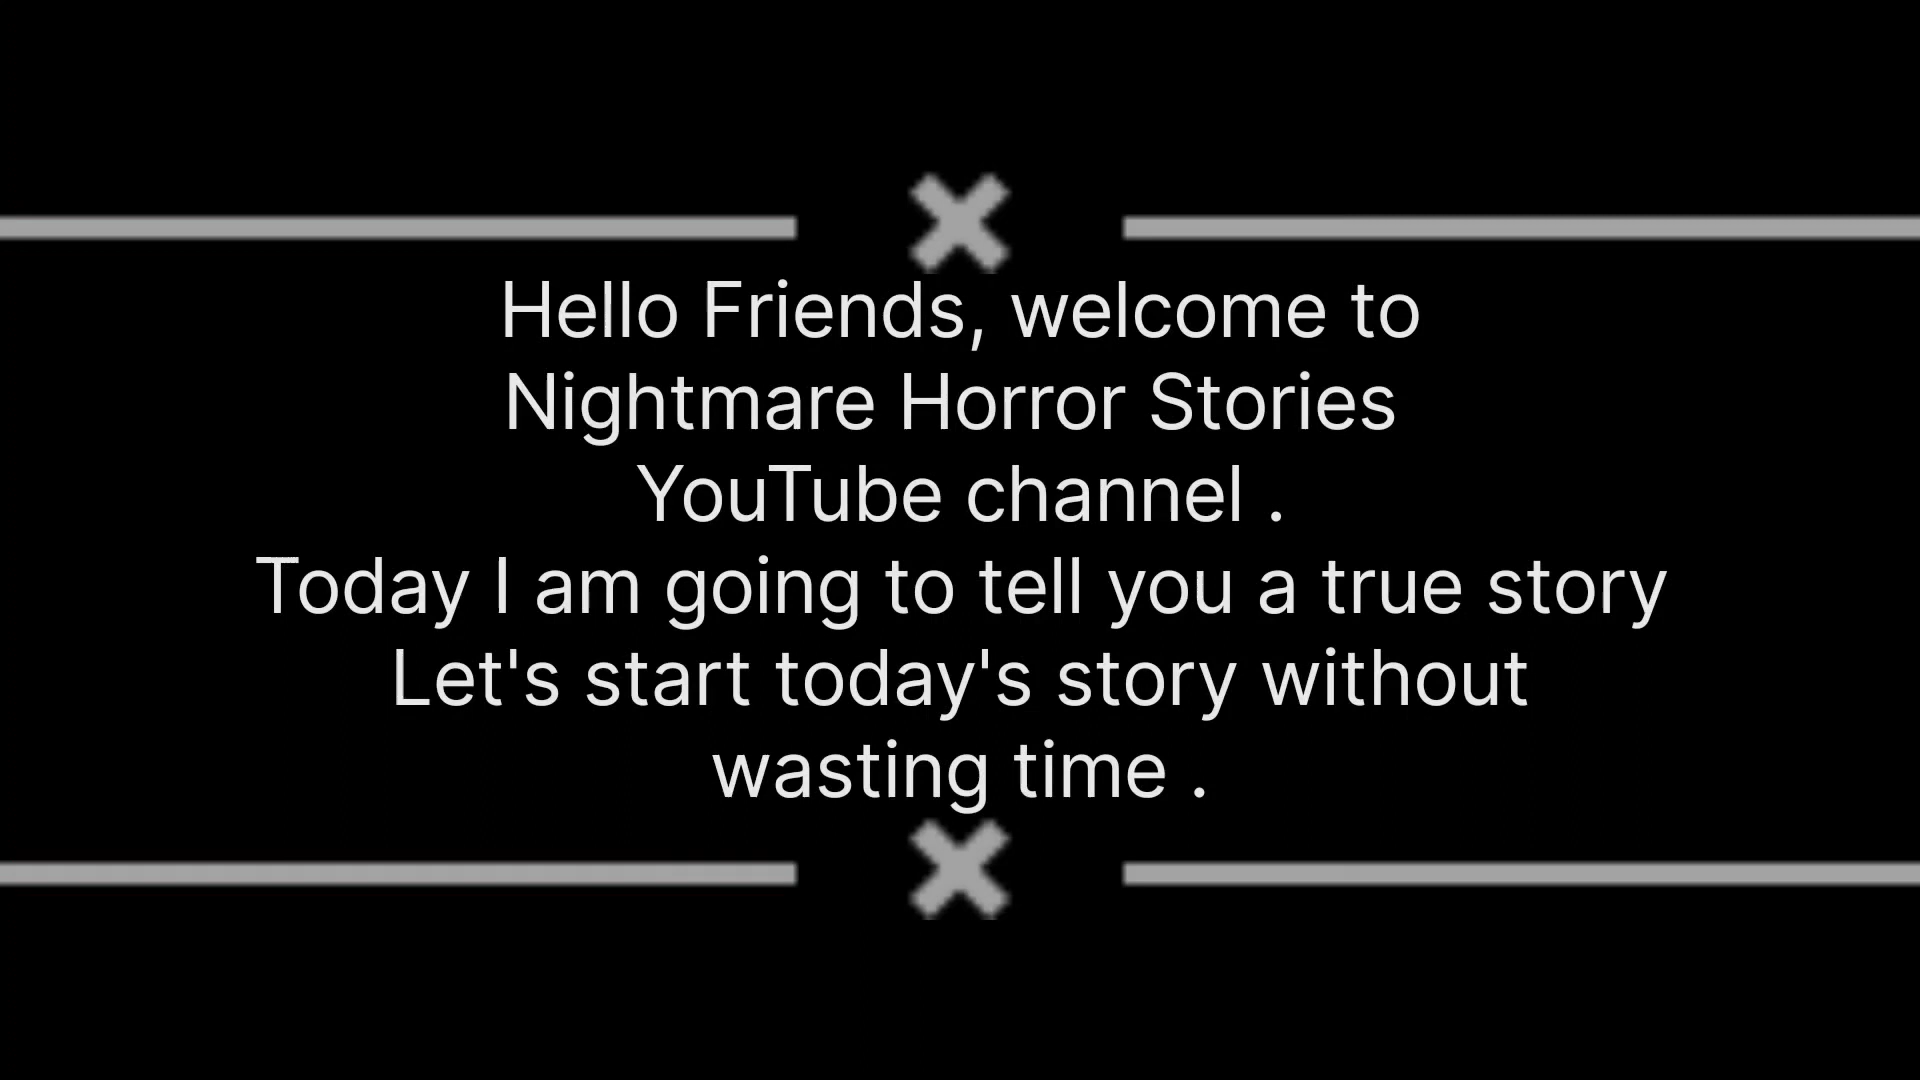 Hello Friends, welcome to
Nightmare Horror Stories
YouTube channel .
Today I am going to tell you a true story
Let's start today's story without
wasting time .